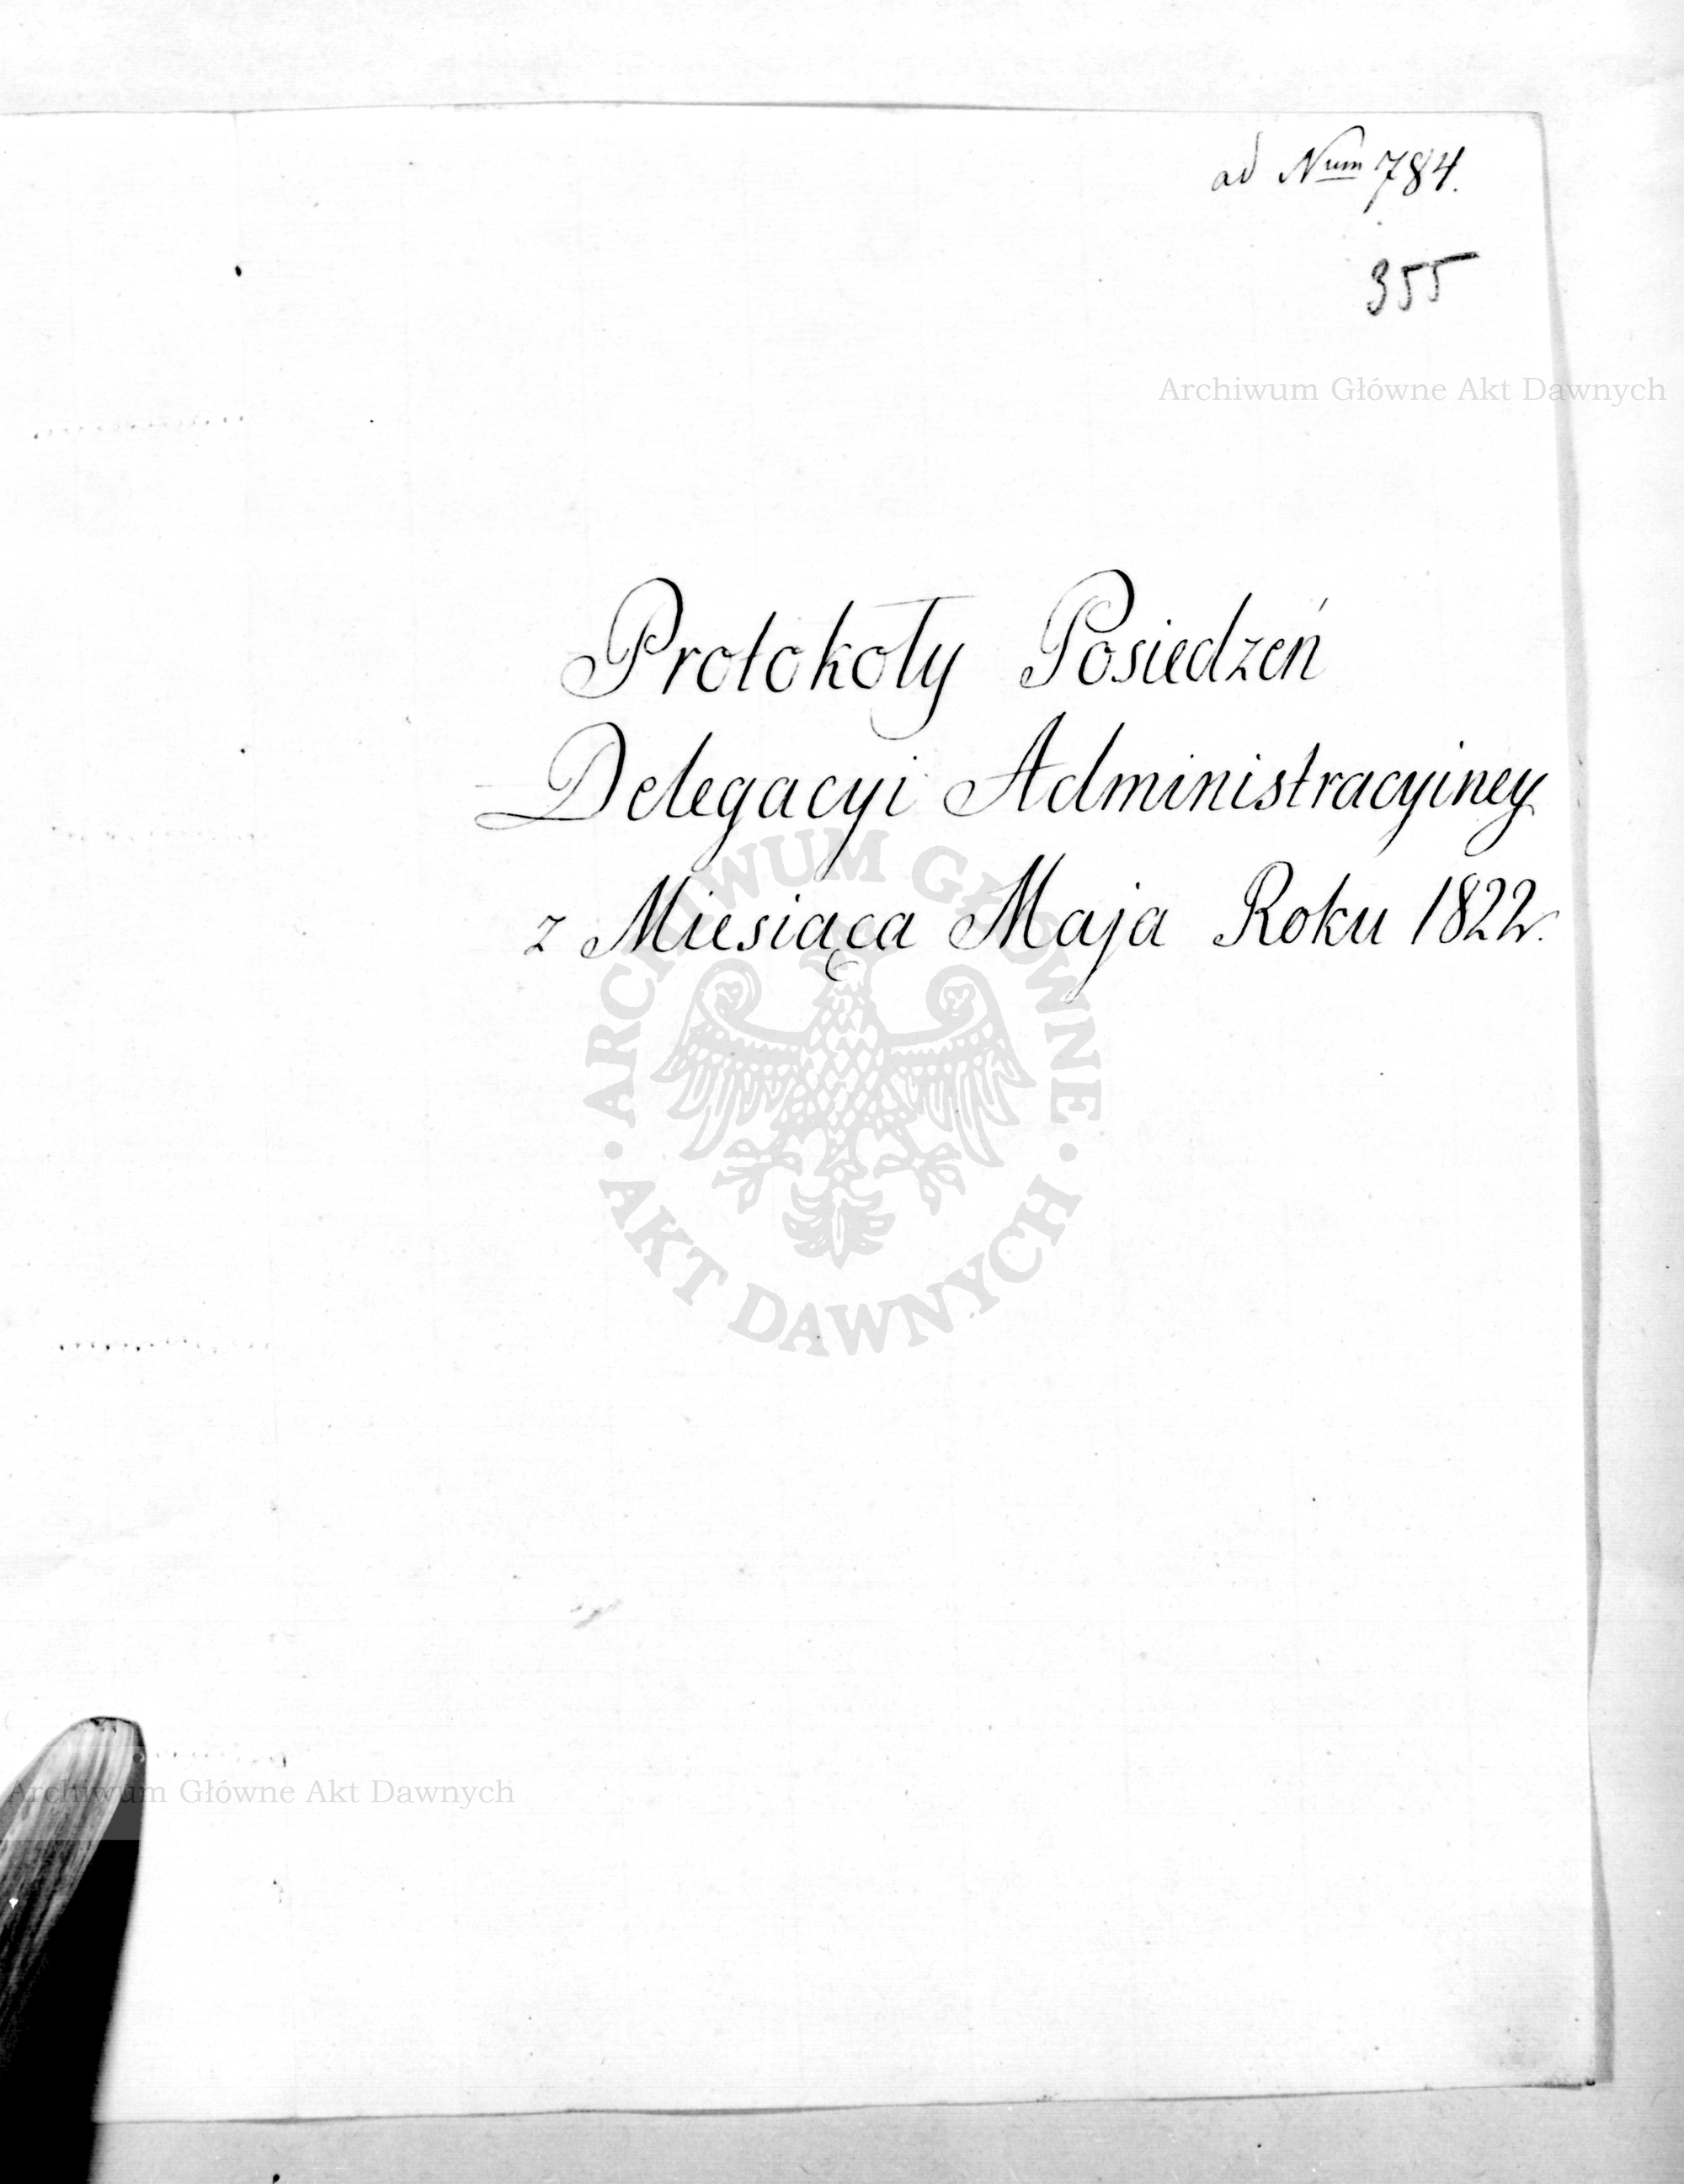 ad Num 784.
355
Archiwum Główne Akt Dawnych
Protokoły Posiedzeń
Delegacyi Administracyiney
z Miesiąca Maja Roku 1822r.
ARCHIWUM GŁÓWNE
AKT DAWNYCH
Archiwum Główne Akt Dawnych